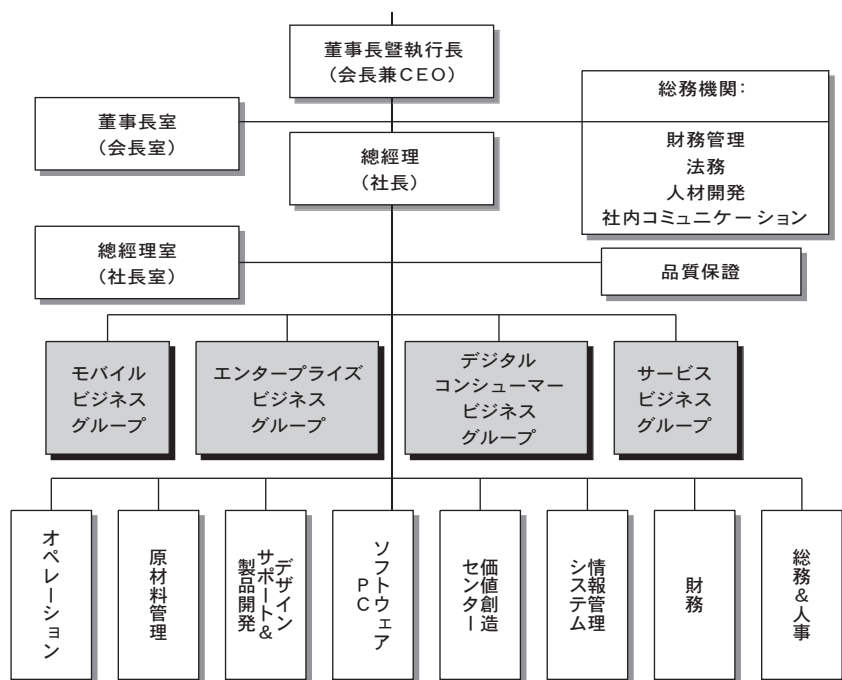 董事長暨執行長
(会長兼CEO)
総務機関：
財務管理
法務
人材開発
社内コミュニケーション
董事長室
(会長室)
總經理
(社長)
總經理室
(社長室)
品質保證
モバイル
ビジネス
グループ
エンタープライズ
ビジネス
グループ
デジタル
コンシューマー
ビジネス
グループ
サービス
ビジネス
グループ
オペレーション
原材料管理
デザイン
サポート&
製品開発
ソフトウェア
PC
価値創造
センター
情報管理
システム
財務
総務&人事